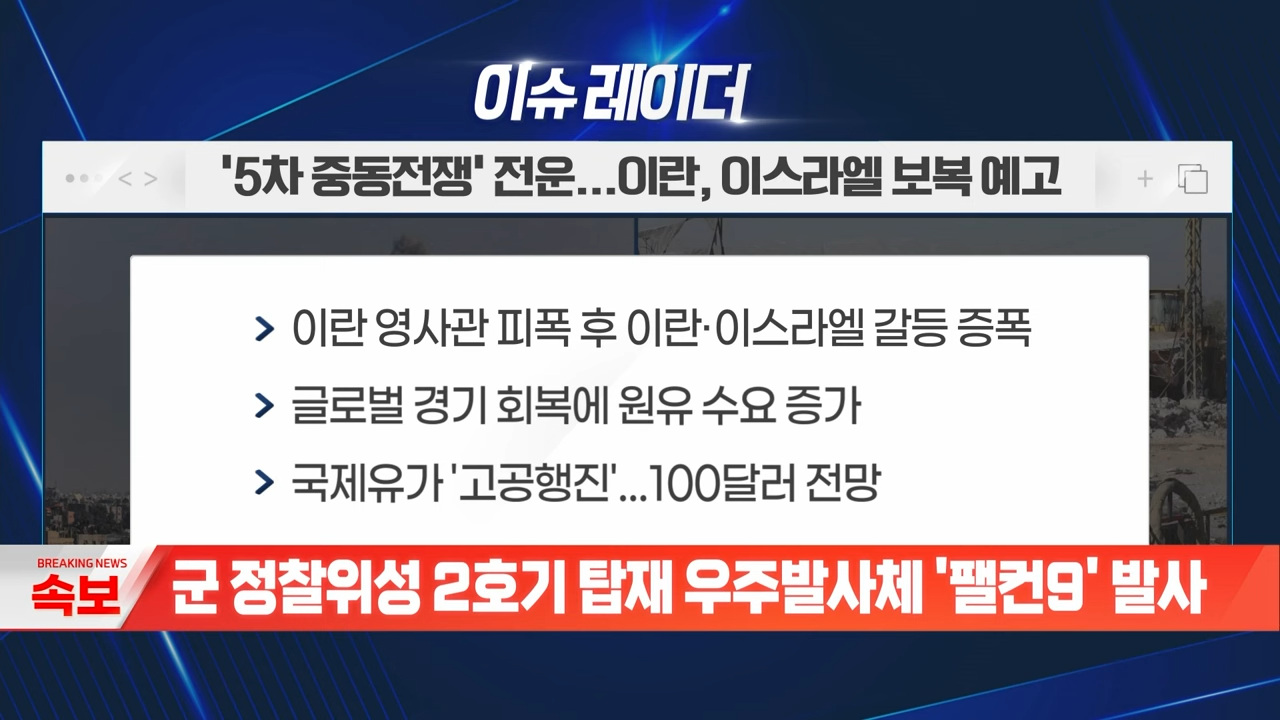 이슈 레이더
'5차 중동전쟁' 전운...이란, 이스라엘 보복 예고
이란 영사관 피폭 후 이란·이스라엘 갈등 증폭
글로벌 경기 회복에 원유 수요 증가
국제유가 '고공행진'...100달러 전망
BREAKING NEWS
속보
군 정찰위성 2호기 탑재 우주발사체 '팰컨9' 발사